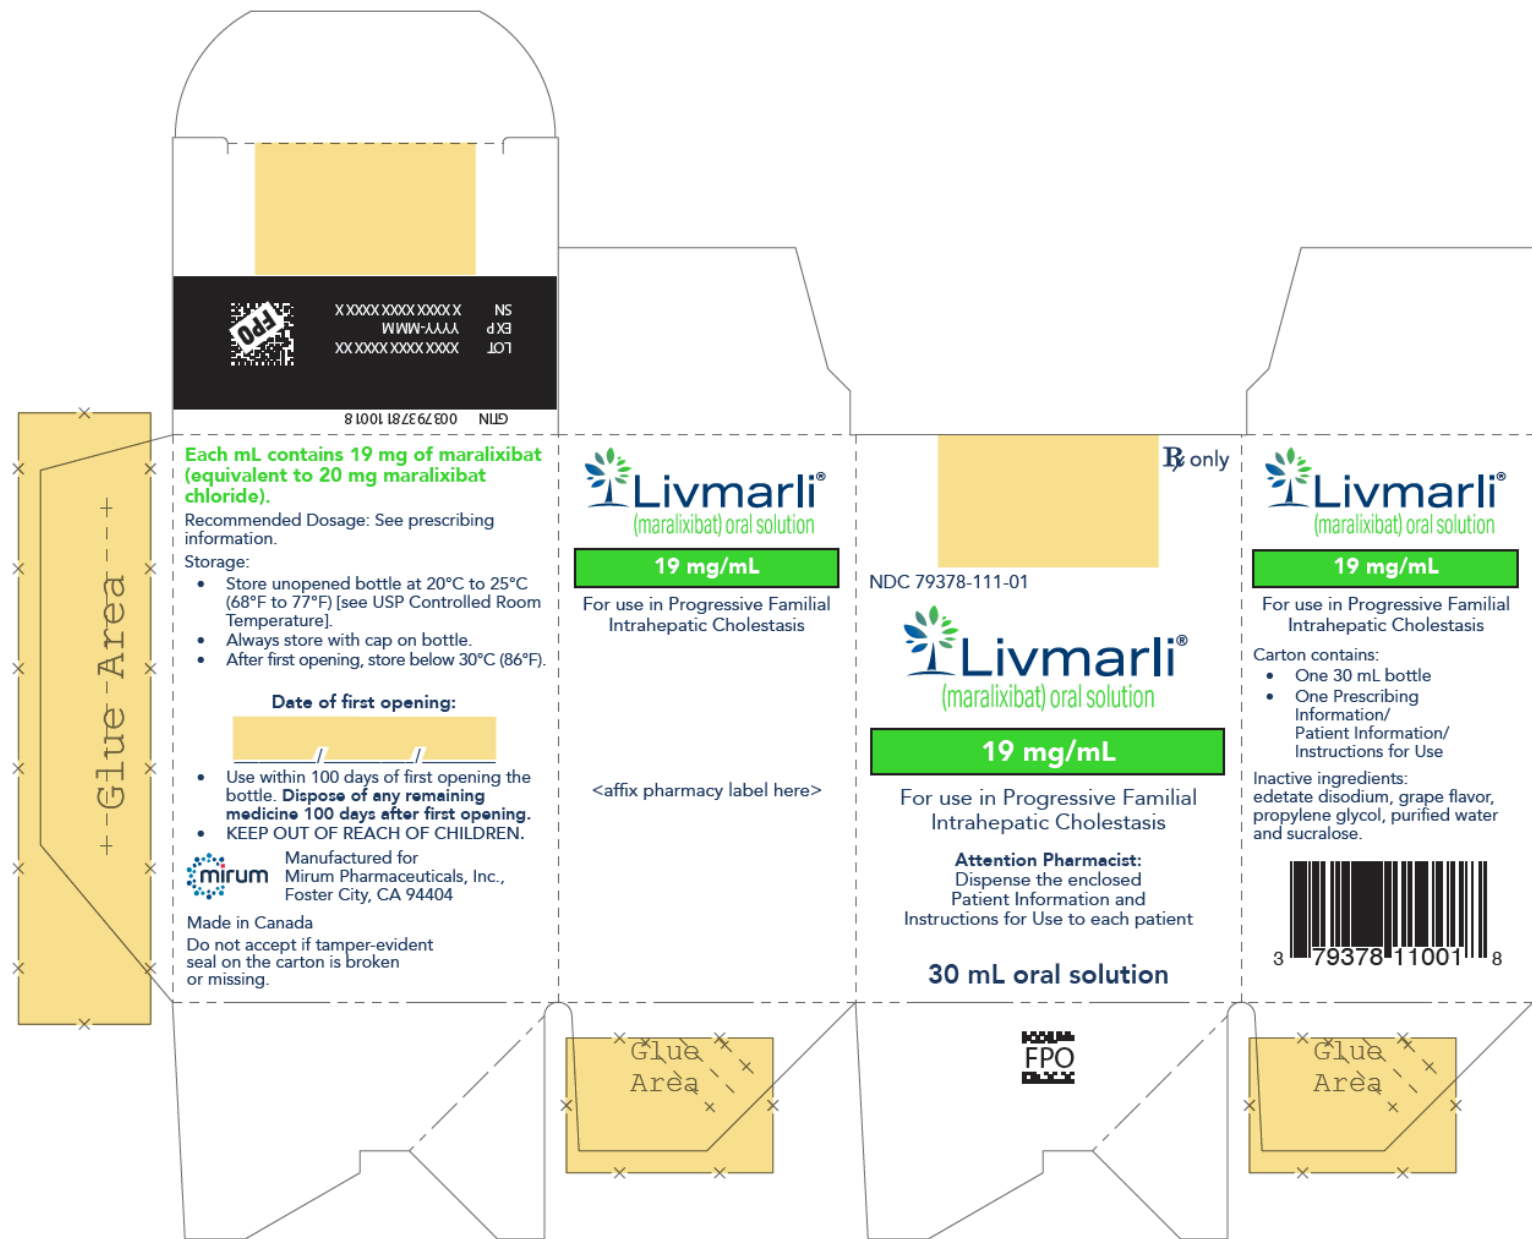 SN XXXXX XXXX XXXX X
EXP YYYY-MMM
LOT XXXX XXXX XXXX XX
FPO
GTIN 00379378110018
+ -Glue Area- - - +
Each mL contains 19 mg of maralixibat
(equivalent to 20 mg maralixibat
chloride).
Recommended Dosage: See prescribing
information.
Storage:
• Store unopened bottle at 20°C to 25°C
(68°F to 77°F) [see USP Controlled Room
Temperature].
• Always store with cap on bottle.
• After first opening, store below 30°C (86°F).
Date of first opening:
/ /
• Use within 100 days of first opening the
bottle. Dispose of any remaining
medicine 100 days after first opening.
• KEEP OUT OF REACH OF CHILDREN.
mirum
Manufactured for
Mirum Pharmaceuticals, Inc.,
Foster City, CA 94404
Made in Canada
Do not accept if tamper-evident
seal on the carton is broken
or missing.
Livmarli®
(maralixibat) oral solution
19 mg/mL
For use in Progressive Familial
Intrahepatic Cholestasis
<affix pharmacy label here>
Glue
Area
Rx only
NDC 79378-111-01
Livmarli®
(maralixibat) oral solution
19 mg/mL
For use in Progressive Familial
Intrahepatic Cholestasis
Attention Pharmacist:
Dispense the enclosed
Patient Information and
Instructions for Use to each patient
30 mL oral solution
FPO
Livmarli®
(maralixibat) oral solution
19 mg/mL
For use in Progressive Familial
Intrahepatic Cholestasis
Carton contains:
• One 30 mL bottle
• One Prescribing
Information/
Patient Information/
Instructions for Use
Inactive ingredients:
edetate disodium, grape flavor,
propylene glycol, purified water
and sucralose.
3 79378 11001 8
Glue
Area